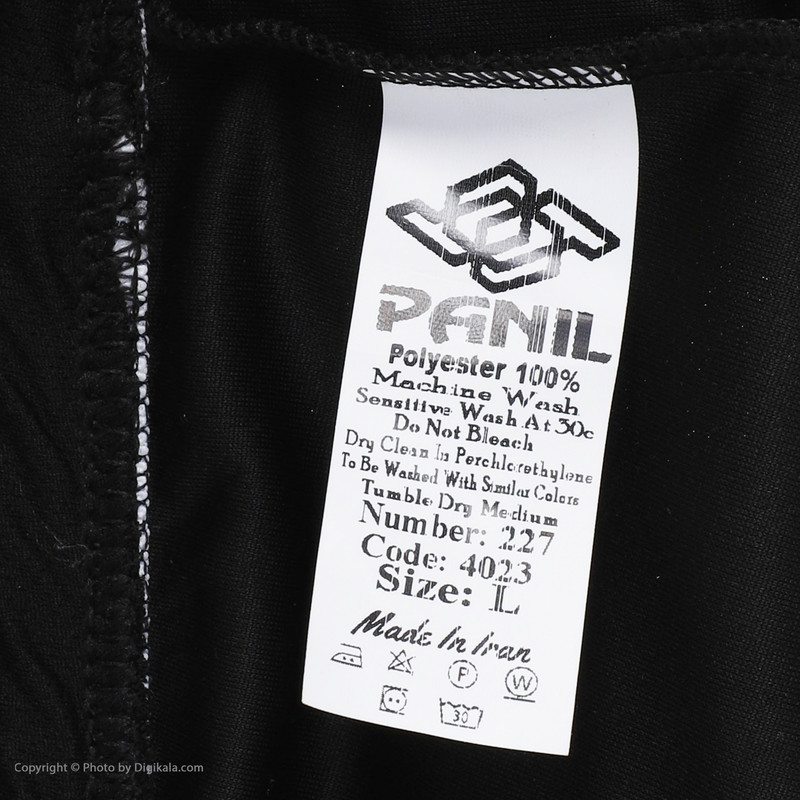 PANIL
Polyester 100%
Machine Wash
Sensitive Wash At 30c
Do Not Bleach
Dry Clean In Perchlorethylene
To Be Washed With Similar Colors
Tumble Dry Medium
Number: 227
Code: 4023
Size: L
Made In Iran
P W
30
Copyright © Photo by Digikala.com